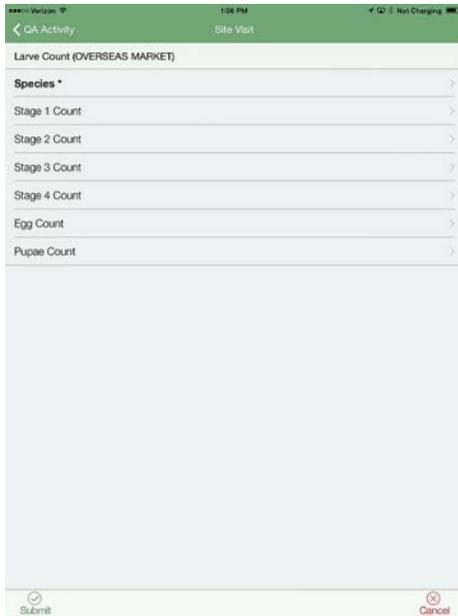 Verizon
1:06 PM
Not Charging
QA Activity
Site Visit
Larve Count (OVERSEAS MARKET)
Species *
Stage 1 Count
Stage 2 Count
Stage 3 Count
Stage 4 Count
Egg Count
Pupae Count
Submit
Cancel